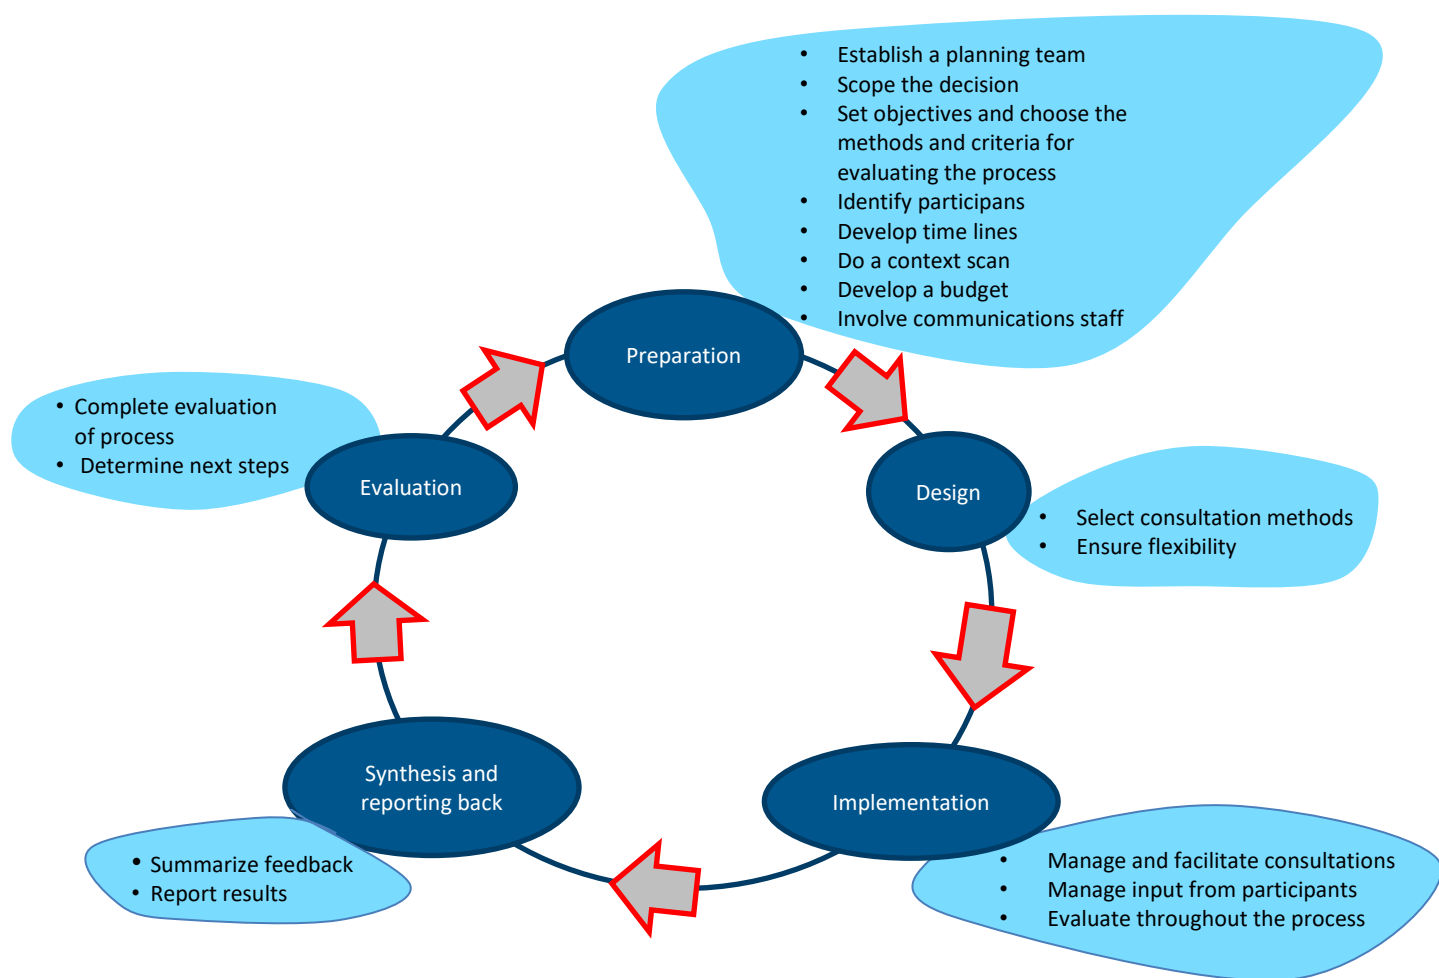 • Establish a planning team
• Scope the decision
• Set objectives and choose the
methods and criteria for
evaluating the process
• Identify participans
• Develop time lines
• Do a context scan
• Develop a budget
• Involve communications staff
Preparation
Design
• Select consultation methods
• Ensure flexibility
Implementation
• Manage and facilitate consultations
• Manage input from participants
• Evaluate throughout the process
Synthesis and
reporting back
• Summarize feedback
• Report results
Evaluation
• Complete evaluation
of process
• Determine next steps